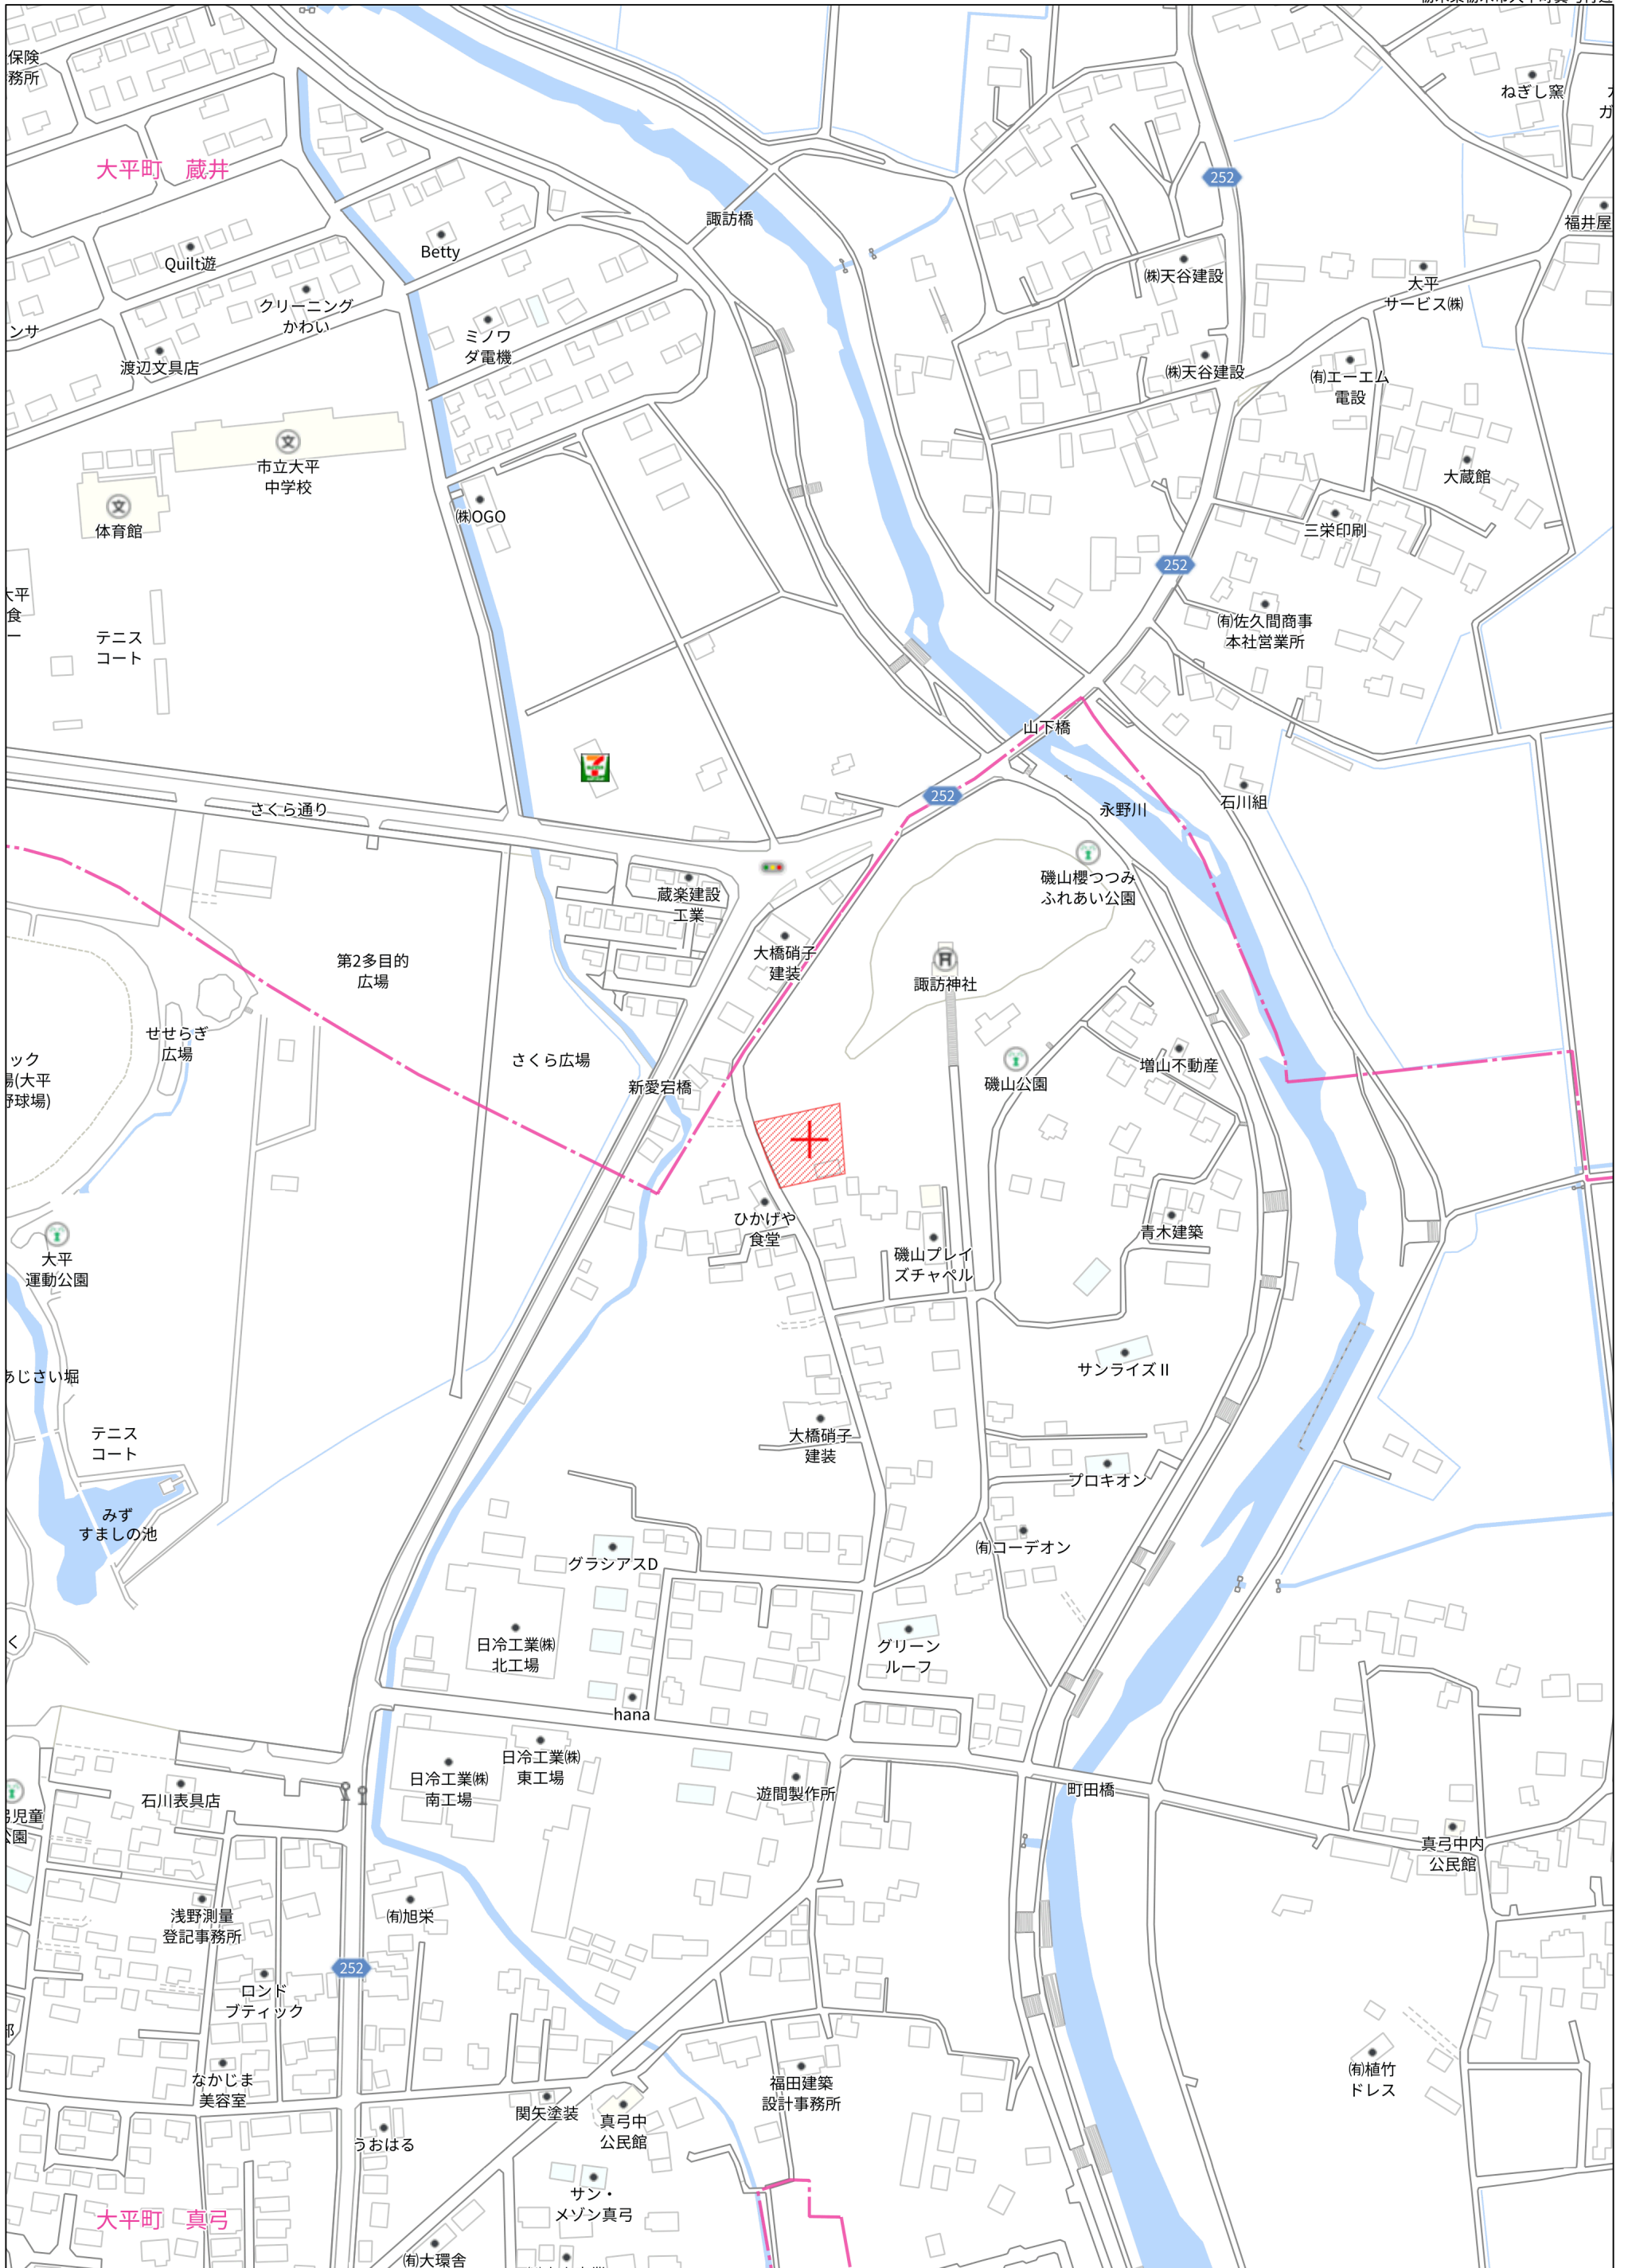 保険
務所
ねぎし窯
大平町 蔵井
252
諏訪橋
福井屋
Betty
Quilt遊
㈱天谷建設
太平
サービス㈱
クリーニング
かわい
ンサ
ミノワ
ダ電機
渡辺文具店
㈱天谷建設
㈲エーエム
電設
市立大平
中学校
大蔵館
㈱OGO
体育館
三栄印刷
252
㈲佐久間商事
本社営業所
テニス
コート
山下橋
252
さくら通り
永野川
石川組
磯山櫻つつみ
ふれあい公園
蔵楽建設
工業
大橋硝子
建装
第2多目的
広場
諏訪神社
せせらぎ
広場
さくら広場
新愛宕橋
磯山公園
増山不動産
ック
(大平
野球場)
ひかげや
食堂
青木建築
磯山プレイ
ズチャペル
大平
運動公園
サンライズⅡ
あじさい堀
テニス
コート
大橋硝子
建装
プロキオン
みず
すましの池
㈲コーデオン
グラシアスD
日冷工業㈱
北工場
グリーン
ルーフ
く
hana
日冷工業㈱
東工場
日冷工業㈱
南工場
遊間製作所
町田橋
石川表具店
児童
公園
真弓中内
公民館
浅野測量
登記事務所
㈲旭栄
252
ロンド
ブティック
なかじま
美容室
福田建築
設計事務所
㈲植竹
ドレス
関矢塗装
真弓中
公民館
うおはる
サン・
メゾン真弓
大平町 真弓
㈲大環舎